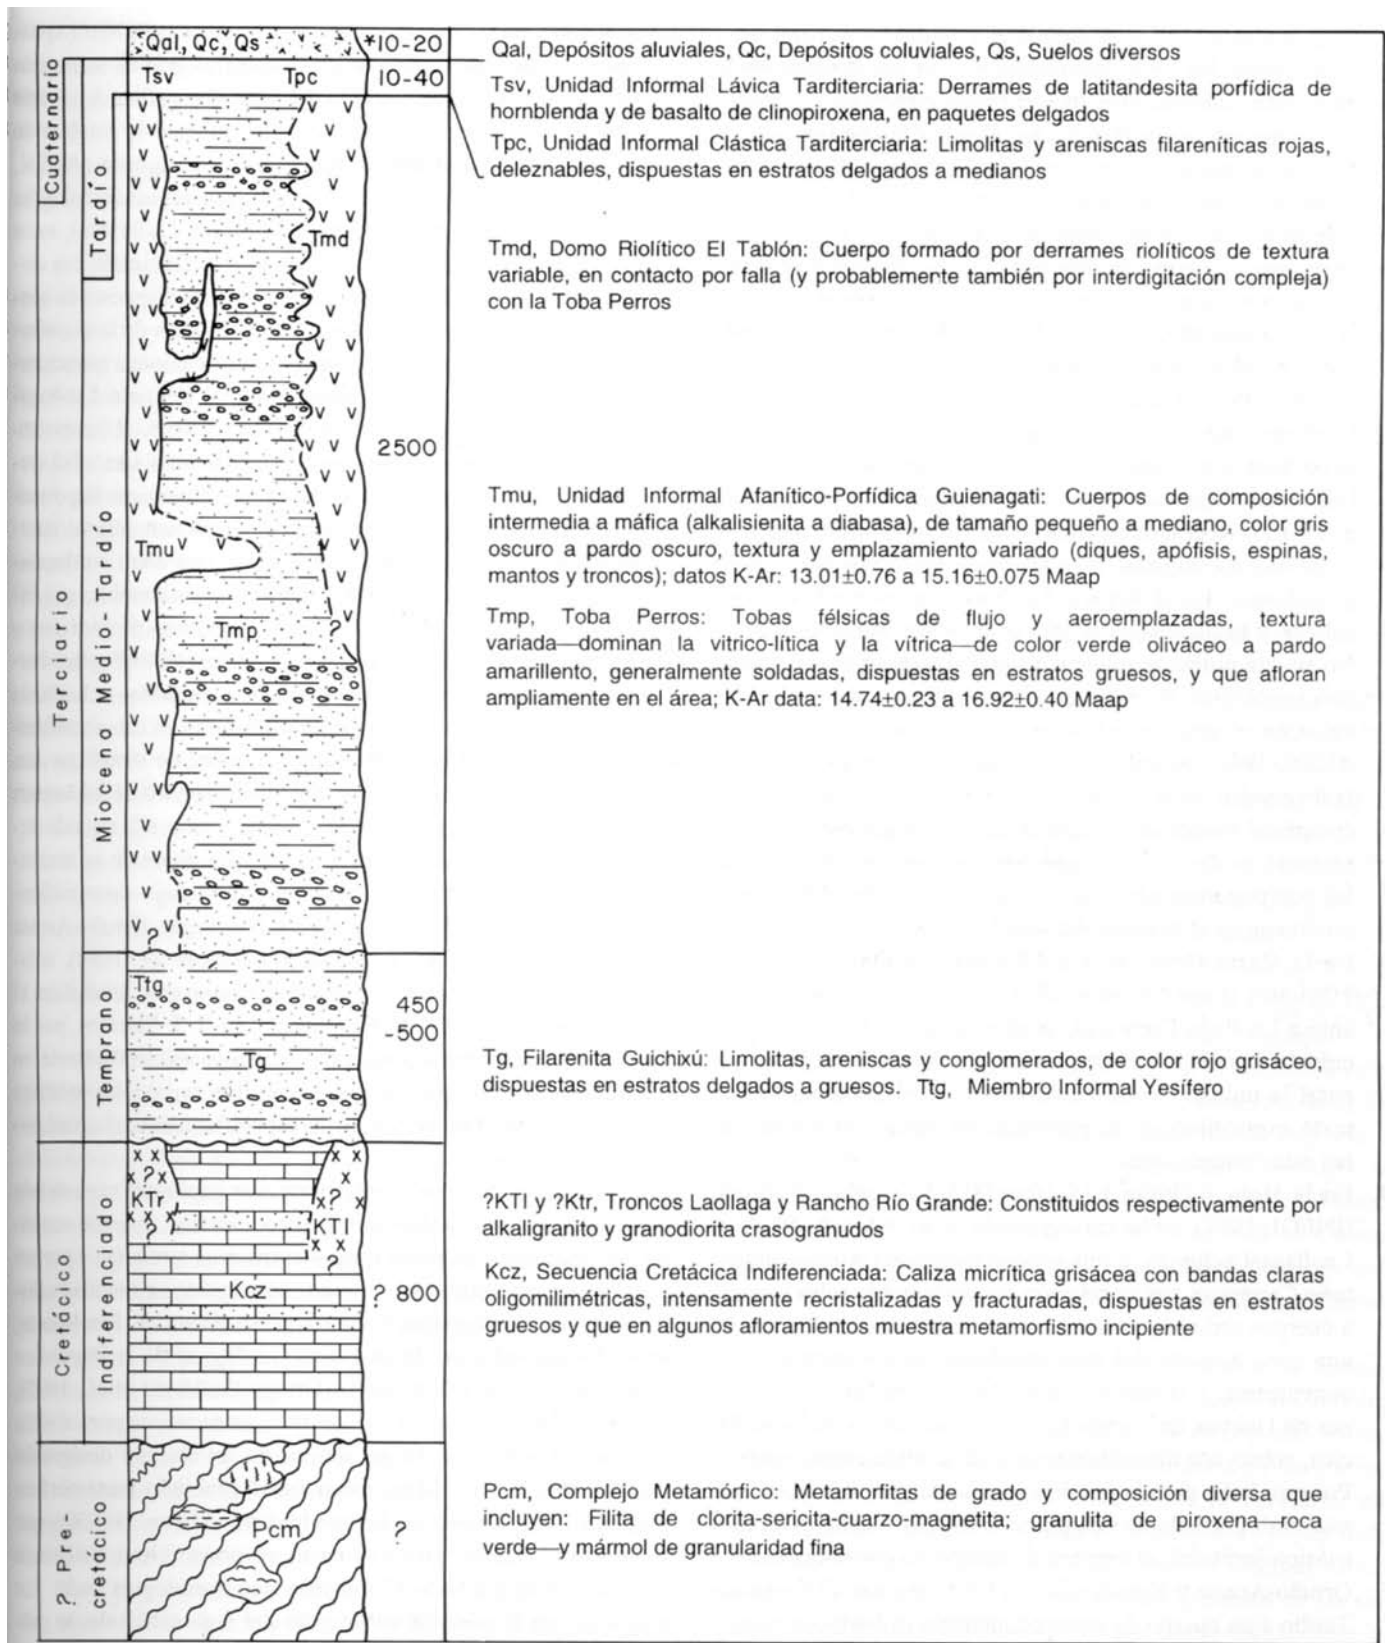 Cuaternario
Terciario
Tardío
Mioceno Medio-Tardío
Temprano
Cretácico
Indiferenciado
? Pre-
cretácico
Qal, Qc, Qs
*10-20
Tsv Tpc
10-40
Tmd
2500
Tmu
Tmp
?
?
Ttg
450
-500
Tg
?
KTr
?
?
KTl
?
Kcz
? 800
Pcm
?
Qal, Depósitos aluviales, Qc, Depósitos coluviales, Qs, Suelos diversos
Tsv, Unidad Informal Lávica Tarditerciaria: Derrames de latitandesita porfídica de
hornblenda y de basalto de clinopiroxena, en paquetes delgados
Tpc, Unidad Informal Clástica Tarditerciaria: Limolitas y areniscas filareníticas rojas,
deleznables, dispuestas en estratos delgados a medianos
Tmd, Domo Riolítico El Tablón: Cuerpo formado por derrames riolíticos de textura
variable, en contacto por falla (y probablemente también por interdigitación compleja)
con la Toba Perros
Tmu, Unidad Informal Afanítico-Porfídica Guienagati: Cuerpos de composición
intermedia a máfica (alkalisienita a diabasa), de tamaño pequeño a mediano, color gris
oscuro a pardo oscuro, textura y emplazamiento variado (diques, apófisis, espinas,
mantos y troncos); datos K-Ar: 13.01±0.76 a 15.16±0.075 Maap
Tmp, Toba Perros: Tobas félsicas de flujo y aeroemplazadas, textura
variada—dominan la vitrico-lítica y la vítrica—de color verde oliváceo a pardo
amarillento, generalmente soldadas, dispuestas en estratos gruesos, y que afloran
ampliamente en el área; K-Ar data: 14.74±0.23 a 16.92±0.40 Maap
Tg, Filarenita Guichixú: Limolitas, areniscas y conglomerados, de color rojo grisáceo,
dispuestas en estratos delgados a gruesos, Ttg, Miembro Informal Yesífero
?KTl y ?Ktr, Troncos Laollaga y Rancho Río Grande: Constituidos respectivamente por
alkaligranito y granodiorita crasogranudos
Kcz, Secuencia Cretácica Indiferenciada: Caliza micrítica grisácea con bandas claras
oligomilimétricas, intensamente recristalizadas y fracturadas, dispuestas en estratos
gruesos y que en algunos afloramientos muestra metamorfismo incipiente
Pcm, Complejo Metamórfico: Metamorfitas de grado y composición diversa que
incluyen: Filita de clorita-sericita-cuarzo-magnetita; granulita de piroxena—roca
verde—y mármol de granularidad fina